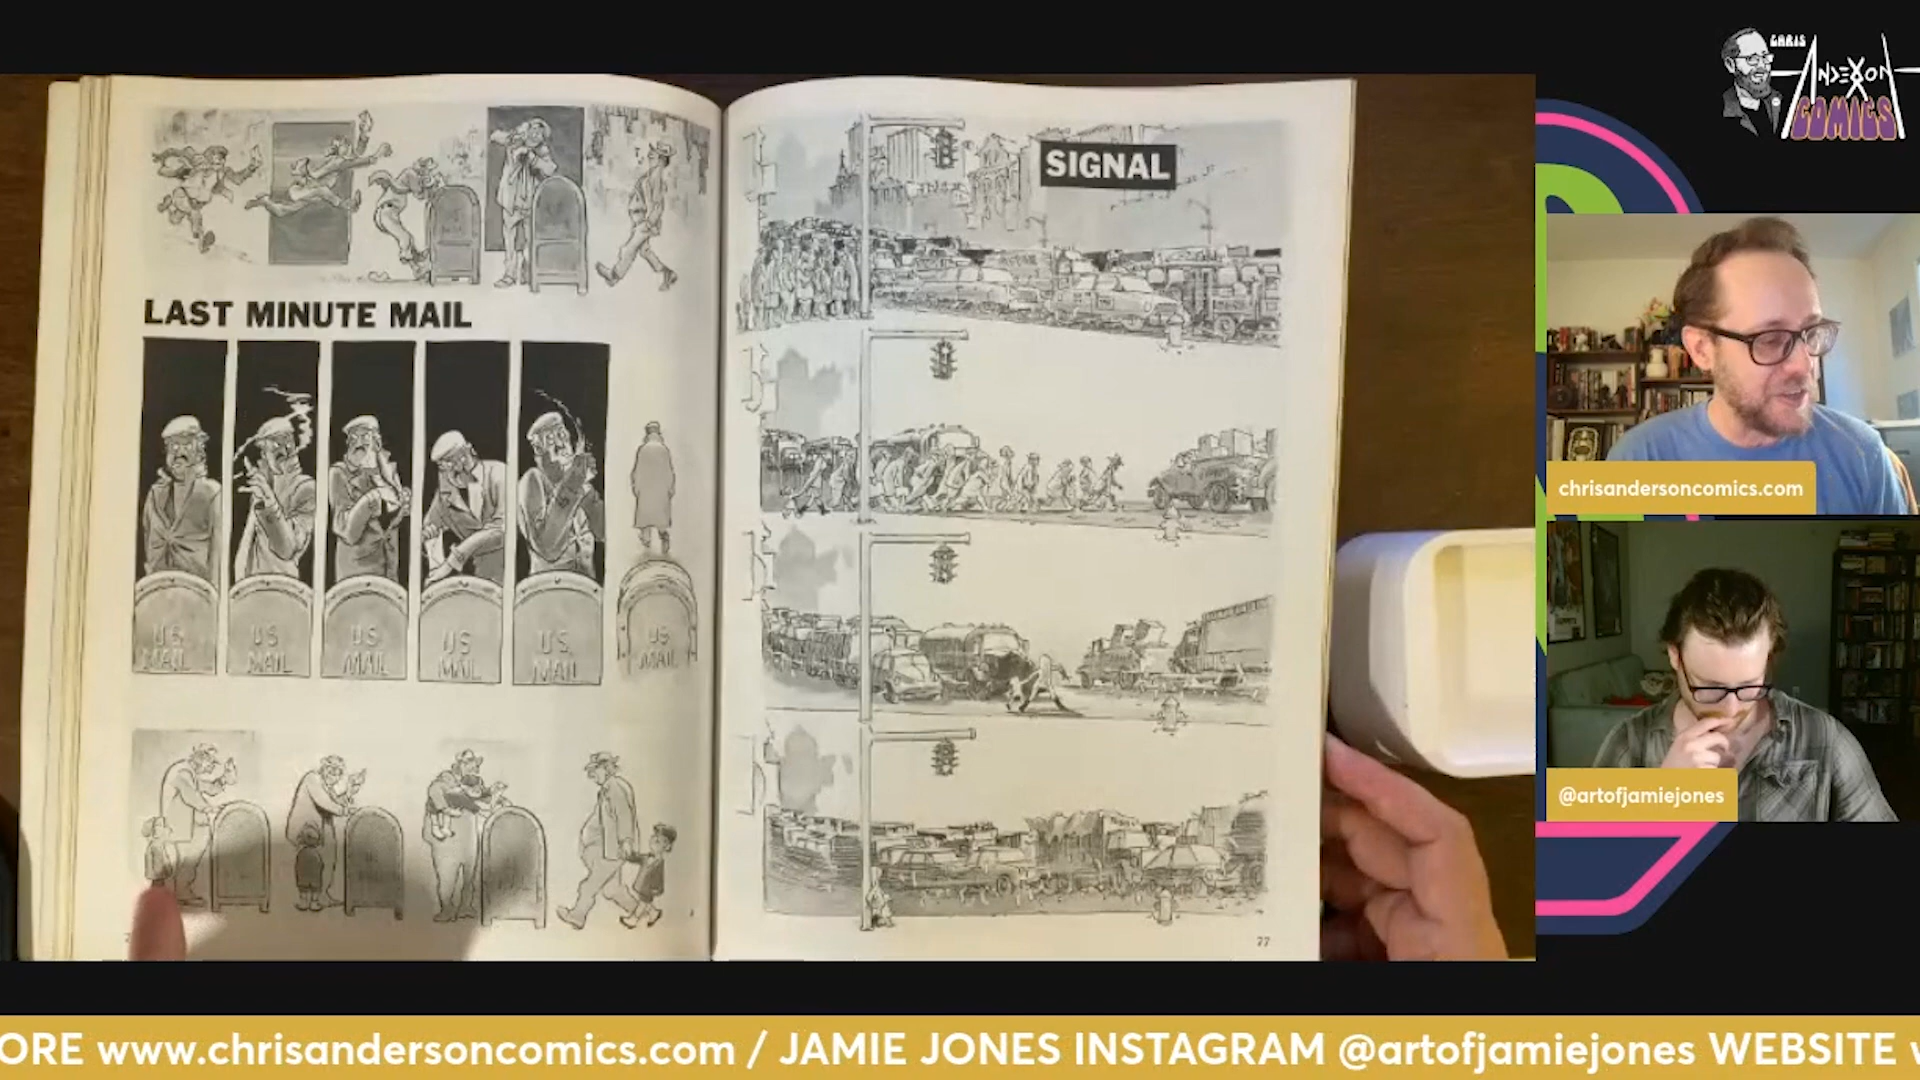 CHRIS
ANDERSON
COMICS
LAST MINUTE MAIL
U.S. MAIL
U.S. MAIL
U.S. MAIL
U.S. MAIL
U.S. MAIL
U.S. MAIL
SIGNAL
77
chrisandersoncomics.com
@artofjamiejones
ORE www.chrisandersoncomics.com / JAMIE JONES INSTAGRAM @artofjamiejones WEBSITE